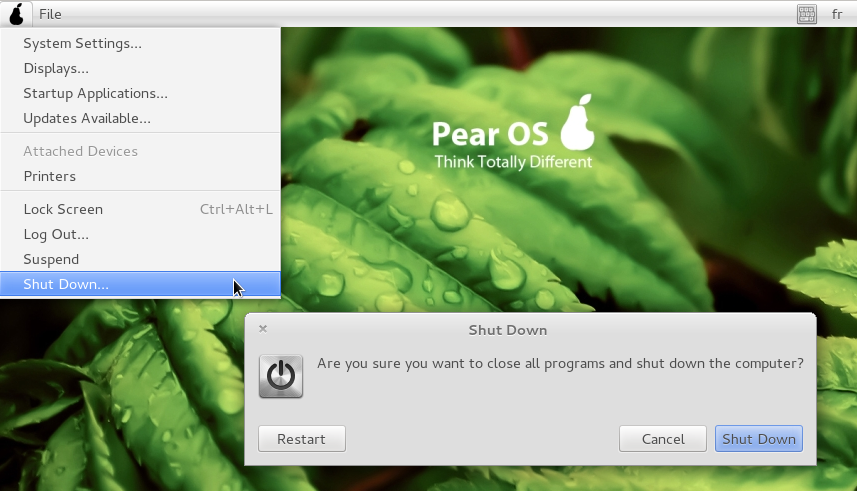 File
fr
System Settings...
Displays...
Startup Applications...
Updates Available...
Attached Devices
Printers
Lock Screen Ctrl+Alt+L
Log Out...
Suspend
Shut Down...
Pear OS
Think Totally Different
Shut Down
Are you sure you want to close all programs and shut down the computer?
Restart Cancel Shut Down